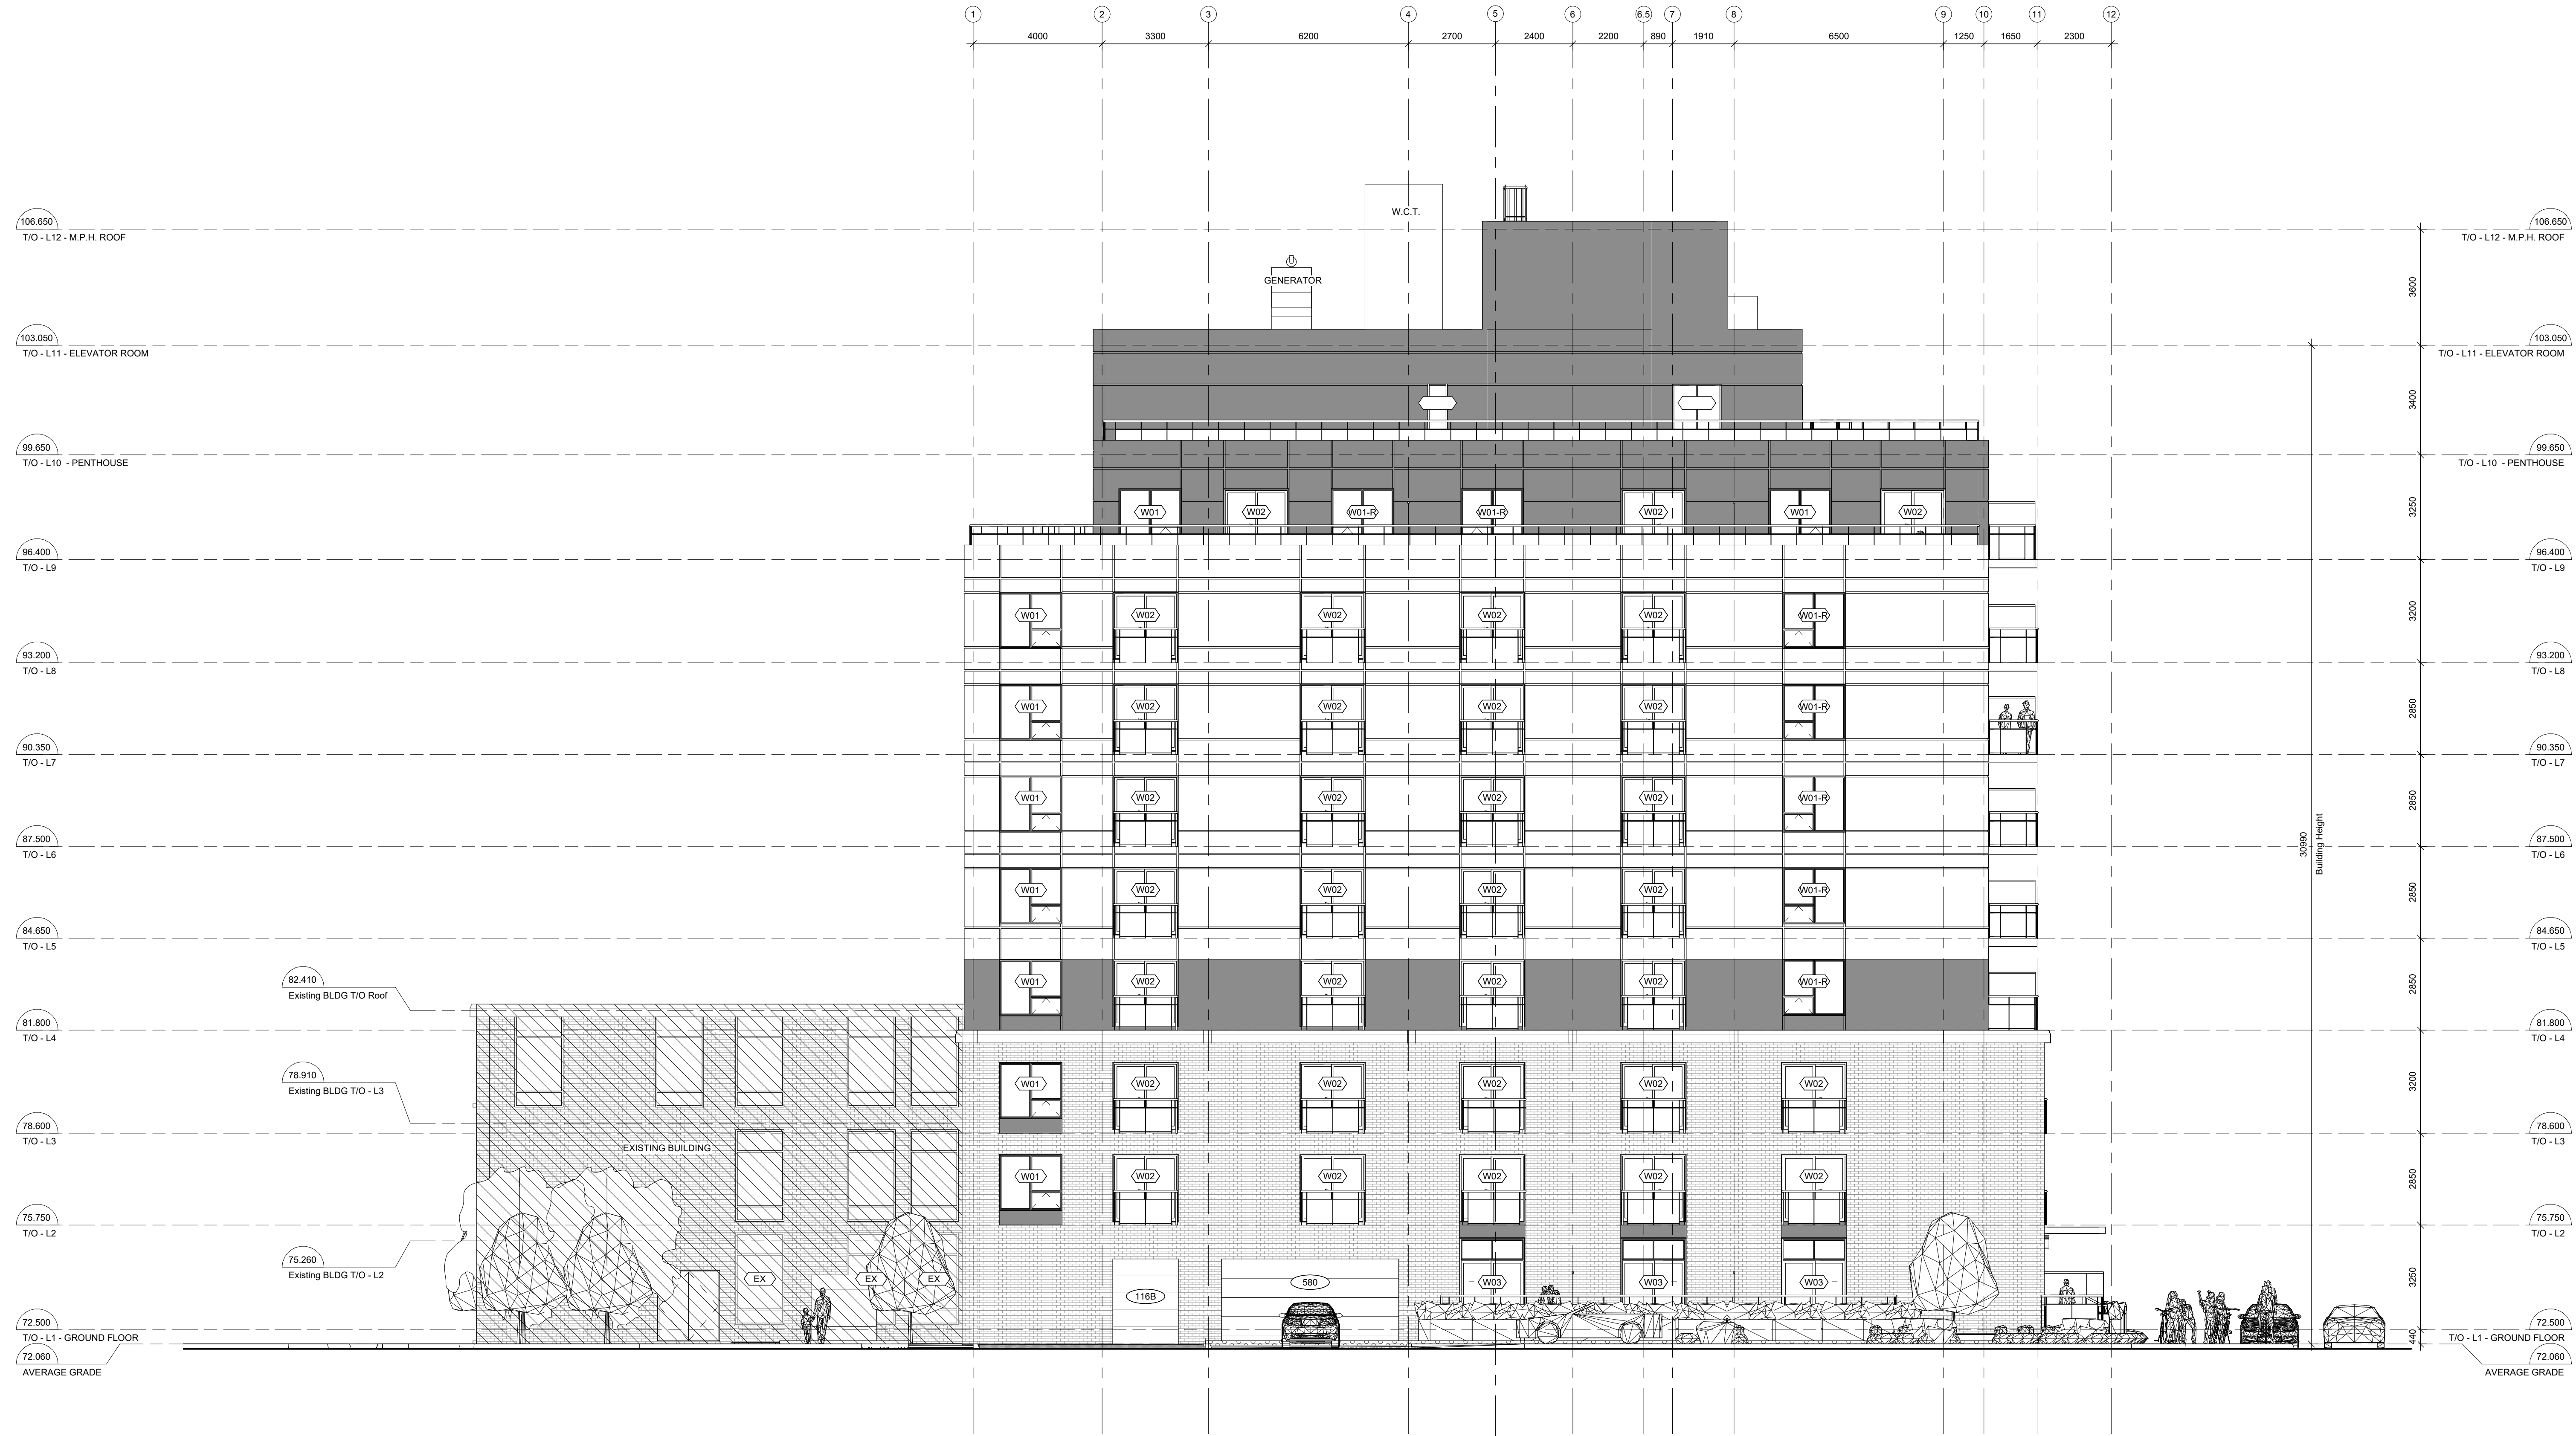 1 2 3 4 5 6 6.5 7 8 9 10 11 12
4000 3300 6200 2700 2400 2200 890 1910 6500 1250 1650 2300
W.C.T.
106.650 106.650
T/O - L12 - M.P.H. ROOF T/O - L12 - M.P.H. ROOF
GENERATOR
3600
103.050 103.050
T/O - L11 - ELEVATOR ROOM T/O - L11 - ELEVATOR ROOM
3400
99.650 99.650
T/O - L10 - PENTHOUSE T/O - L10 - PENTHOUSE
W01 W02 W01-R W01-R W02 W01 W02
3250
96.400 96.400
T/O - L9 T/O - L9
W01 W02 W02 W02 W02 W01-R
3200
93.200 93.200
T/O - L8 T/O - L8
W01 W02 W02 W02 W02 W01-R
2850
90.350 90.350
T/O - L7 T/O - L7
W01 W02 W02 W02 W02 W01-R
2850
87.500 87.500
T/O - L6 T/O - L6
30990
Building Height
W01 W02 W02 W02 W02 W01-R
2850
84.650 84.650
T/O - L5 T/O - L5
82.410
Existing BLDG T/O Roof
W01 W02 W02 W02 W02 W01-R
2850
81.800 81.800
T/O - L4 T/O - L4
78.910
Existing BLDG T/O - L3
W01 W02 W02 W02 W02 W02
3200
78.600 78.600
T/O - L3 T/O - L3
EXISTING BUILDING
W01 W02 W02 W02 W02 W02
2850
75.750 75.750
T/O - L2 T/O - L2
75.260
Existing BLDG T/O - L2
EX EX EX 116B 580 W03 W03 W03
3250
72.500 72.500
T/O - L1 - GROUND FLOOR T/O - L1 - GROUND FLOOR
440
72.060 72.060
AVERAGE GRADE AVERAGE GRADE